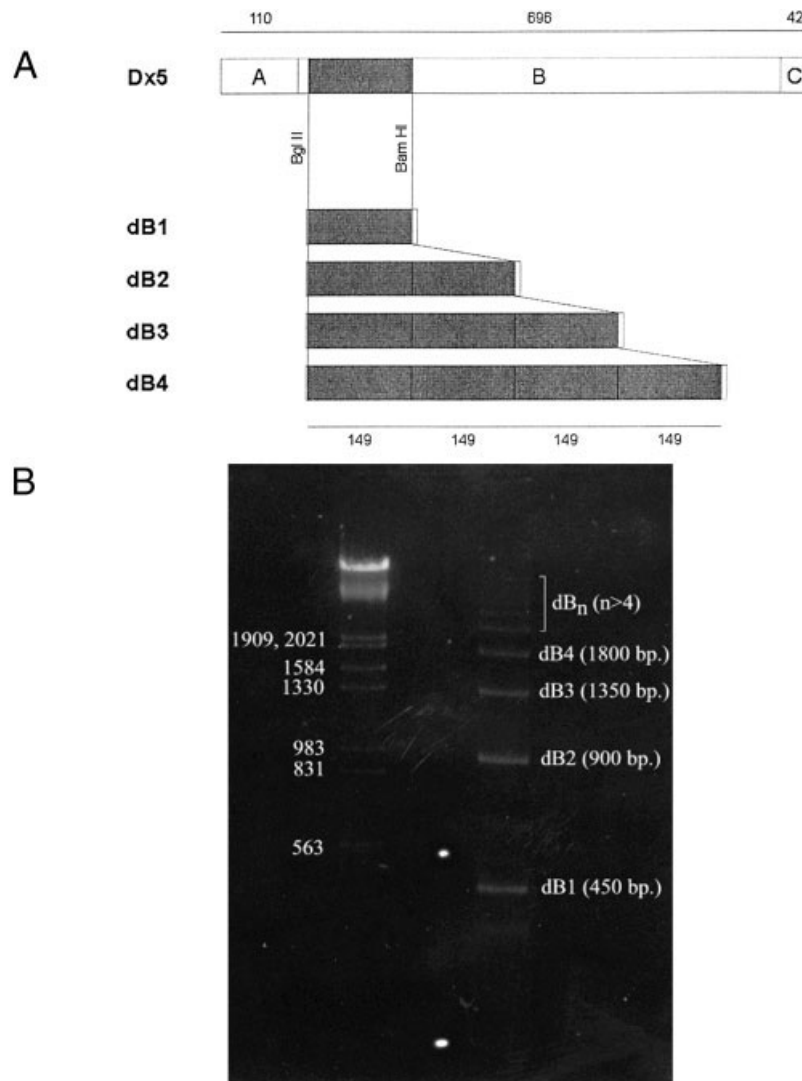 110 696 42
A Dx5 A B C
Bgl II Bam HI
dB1
dB2
dB3
dB4
149 149 149 149
B
dBn (n>4)
1909, 2021
dB4 (1800 bp.)
1584
1330
dB3 (1350 bp.)
983
dB2 (900 bp.)
831
563
dB1 (450 bp.)